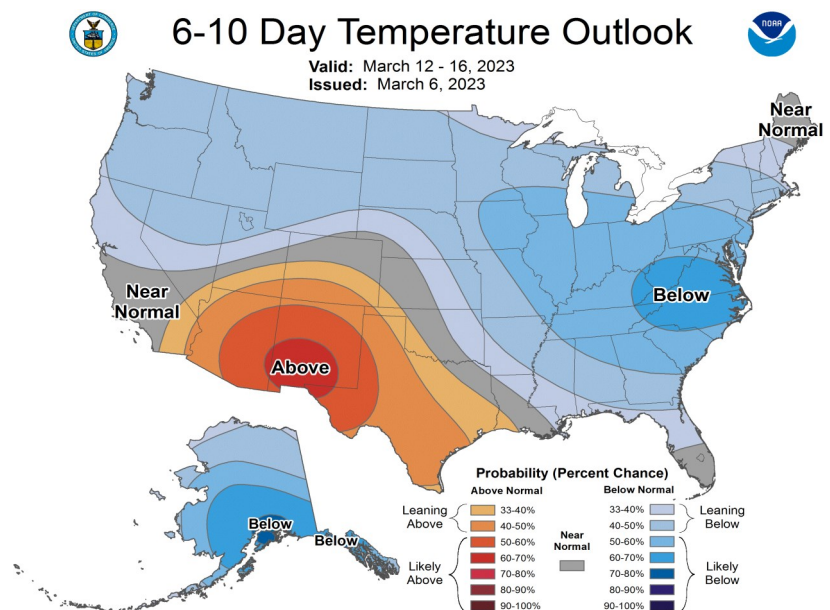 6-10 Day Temperature Outlook
NOAA
Valid: March 12 - 16, 2023
Issued: March 6, 2023
Near
Normal
Near
Normal
Below
Above
Below
Below
Probability (Percent Chance)
Above Normal
Below Normal
Leaning
Above
33-40%
40-50%
Likely
Above
50-60%
60-70%
70-80%
80-90%
90-100%
Near
Normal
33-40%
40-50%
Leaning
Below
50-60%
60-70%
70-80%
80-90%
90-100%
Likely
Below